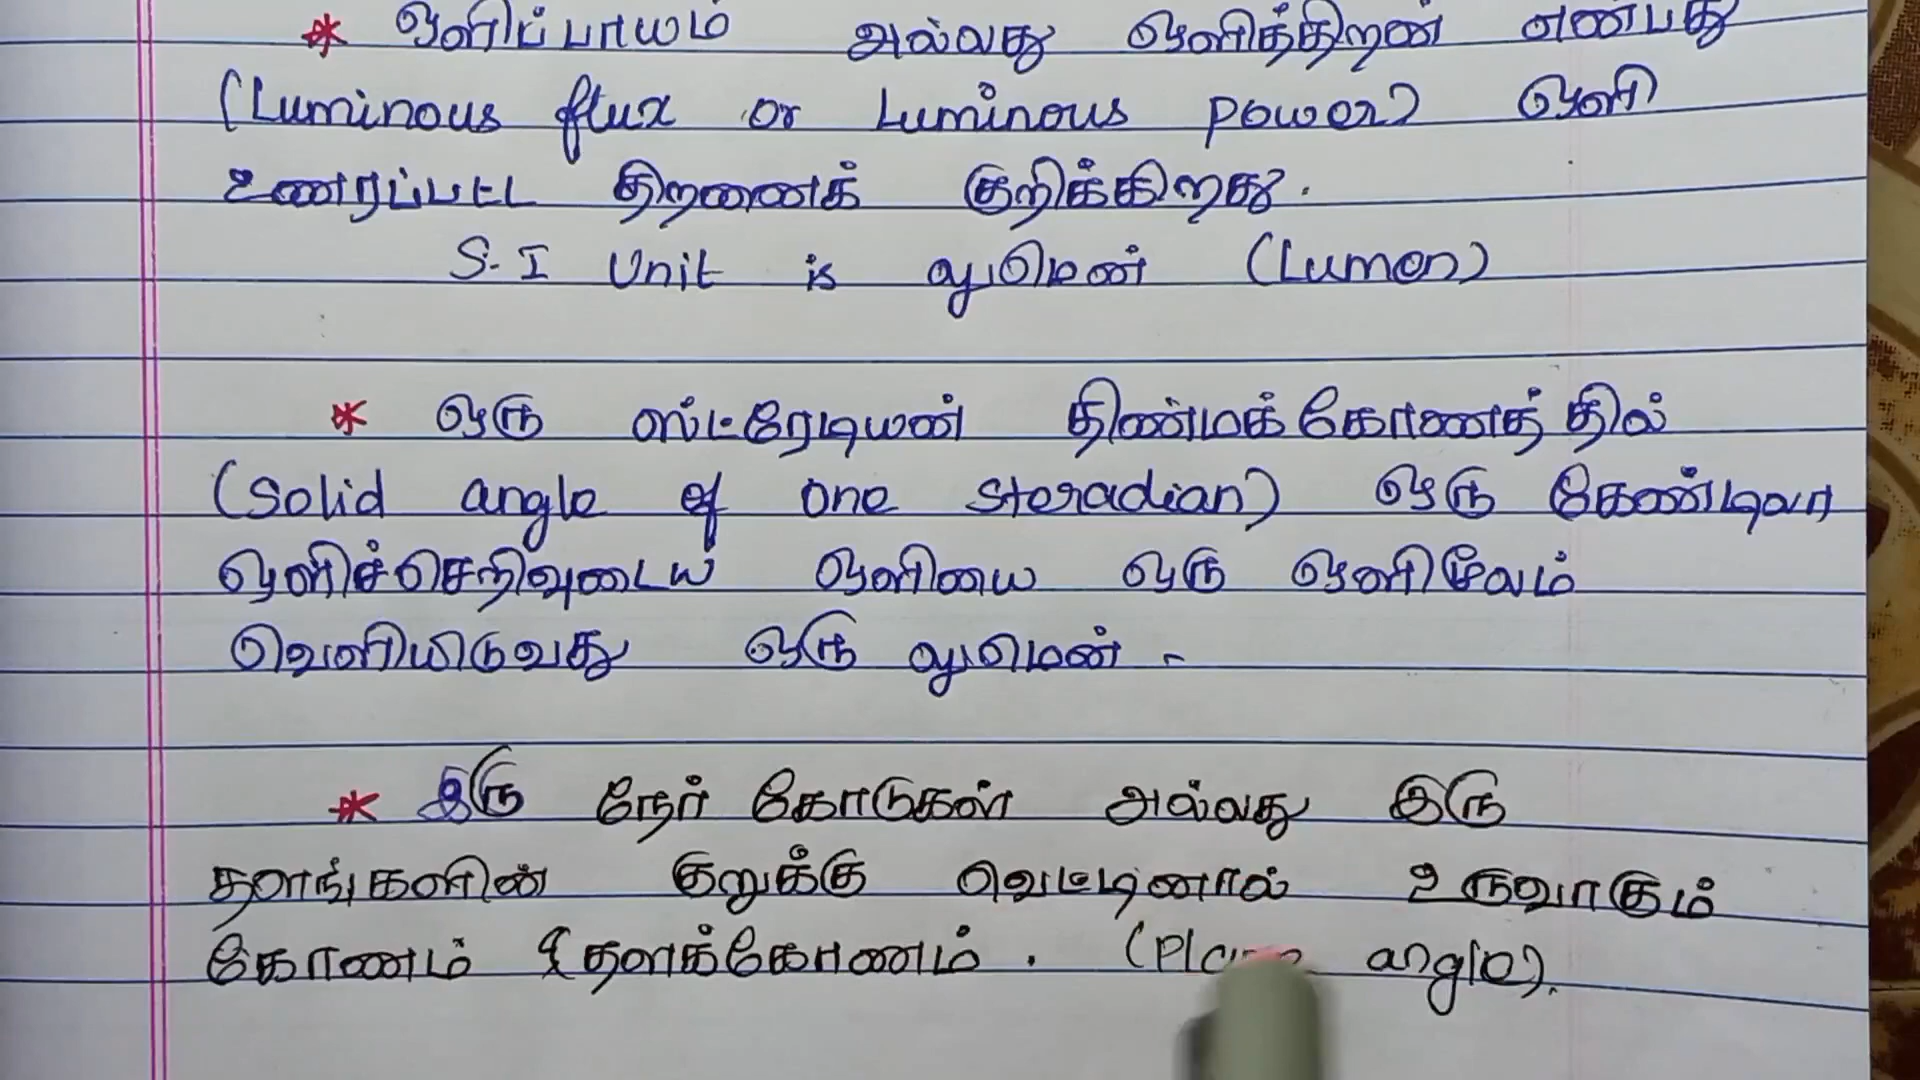 * ஒளிப்பாயம் அல்லது ஒளித்திறன் என்பது
(Luminous flux or Luminous power) ஒளி
உணரப்பட்ட திறனைக் குறிக்கிறது.
S.I Unit is லுமென் (Lumen)
* ஒரு ஸ்ட்ரேடியன் திண்மக்கோணத்தில்
(Solid angle of one steradian) ஒரு கேண்டிலா
ஒளிச்செறிவுடைய ஒளியை ஒரு ஒளிமூலம்
வெளியிடுவது ஒரு லுமென்.
* இரு நேர்கோடுகள் அல்லது இரு
தளங்களின் குறுக்கு வெட்டினால் உருவாகும்
கோணம் தளக்கோணம். (Plane angle).